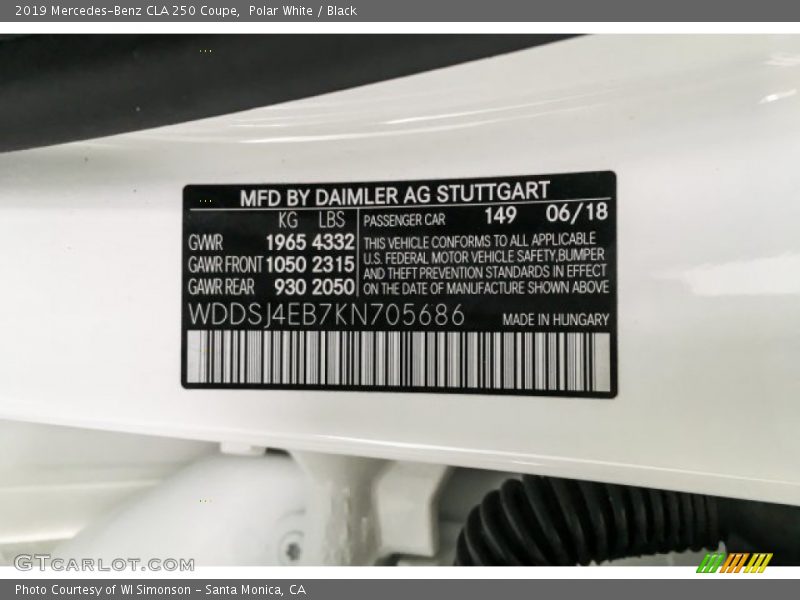 2019 Mercedes-Benz CLA 250 Coupe, Polar White / Black
MFD BY DAIMLER AG STUTTGART
KG LBS PASSENGER CAR 149 06/18
GVWR 1965 4332
GAWR FRONT 1050 2315
GAWR REAR 930 2050
THIS VEHICLE CONFORMS TO ALL APPLICABLE
U.S. FEDERAL MOTOR VEHICLE SAFETY,BUMPER
AND THEFT PREVENTION STANDARDS IN EFFECT
ON THE DATE OF MANUFACTURE SHOWN ABOVE
WDDSJ4EB7KN705686 MADE IN HUNGARY
GTCARLOT.COM
Photo Courtesy of WI Simonson - Santa Monica, CA